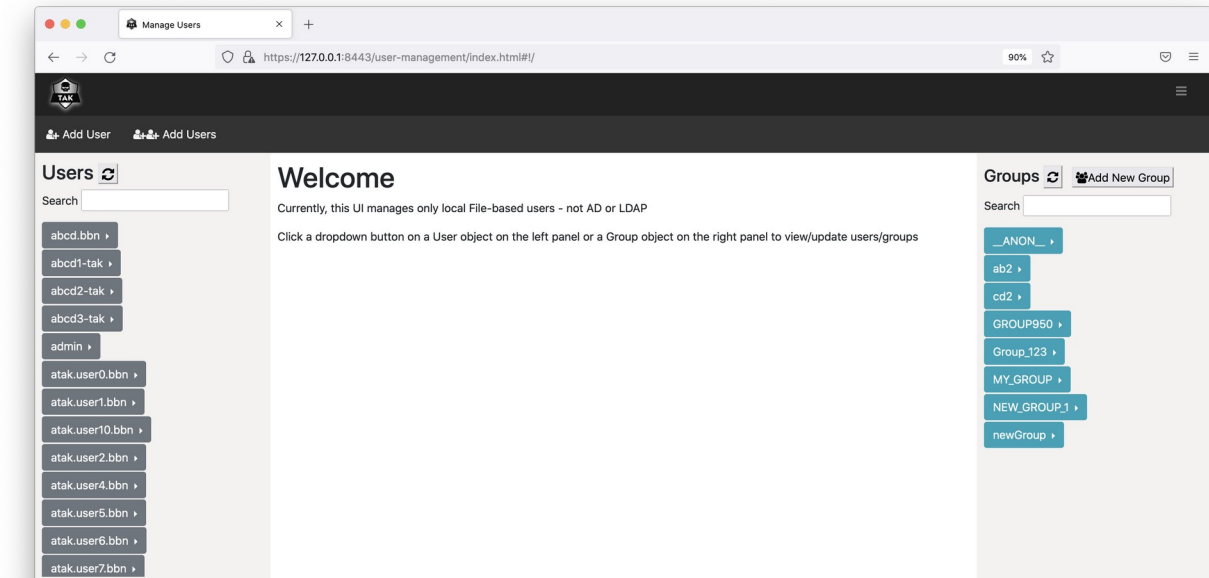 Manage Users
https://127.0.0.1:8443/user-management/index.html#!/
90%
TAK
Add User
Add Users
Users
Search
abcd.bbn
abcd1-tak
abcd2-tak
abcd3-tak
admin
atak.user0.bbn
atak.user1.bbn
atak.user10.bbn
atak.user2.bbn
atak.user4.bbn
atak.user5.bbn
atak.user6.bbn
atak.user7.bbn
Welcome
Currently, this UI manages only local File-based users - not AD or LDAP
Click a dropdown button on a User object on the left panel or a Group object on the right panel to view/update users/groups
Groups
Add New Group
Search
__ANON__
ab2
cd2
GROUP950
Group_123
MY_GROUP
NEW_GROUP_1
newGroup